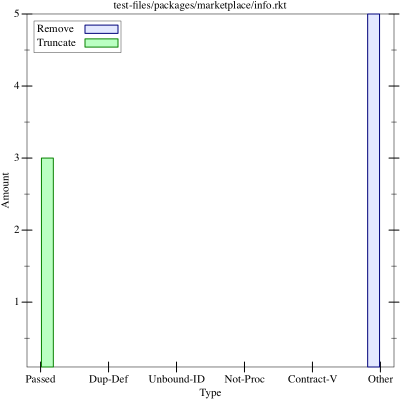 test-files/packages/marketplace/info.rkt
5
Remove
Truncate
4
3
Amount
2
1
Passed Dup-Def Unbound-ID Not-Proc Contract-V Other
Type